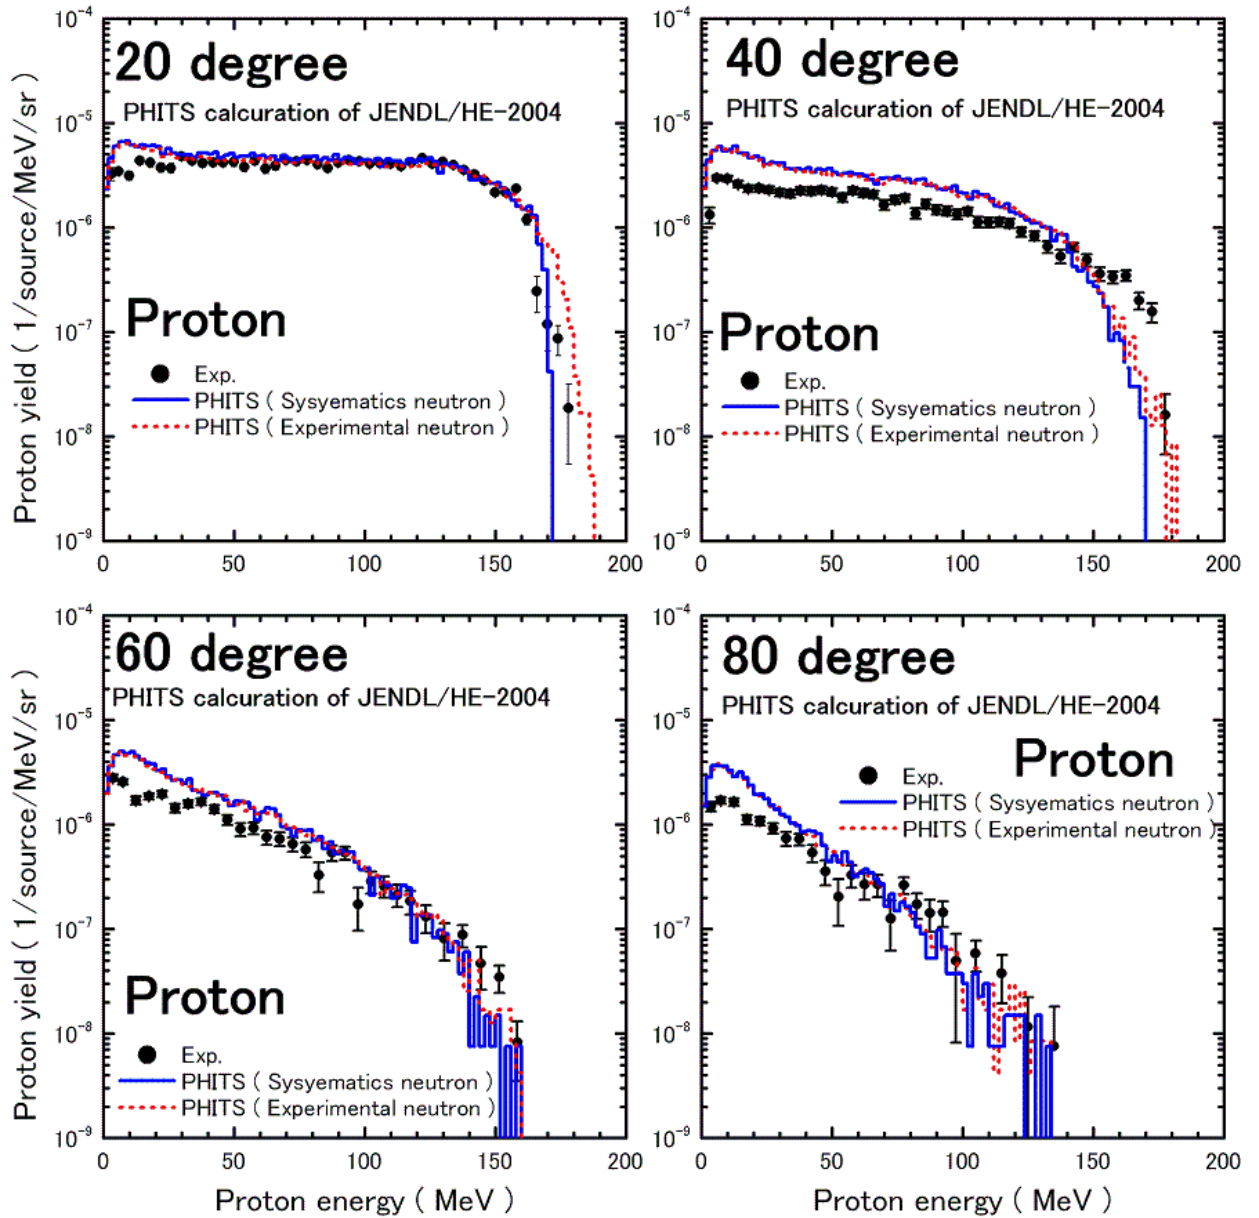 20 degree
PHITS calcuration of JENDL/HE-2004
Proton
Exp.
PHITS ( Sysyematics neutron )
PHITS ( Experimental neutron )
Proton yield ( 1/source/MeV/sr)
10⁻⁴
10⁻⁵
10⁻⁶
10⁻⁷
10⁻⁸
10⁻⁹
0 50 100 150 200
40 degree
PHITS calcuration of JENDL/HE-2004
Proton
Exp.
PHITS ( Sysyematics neutron )
PHITS ( Experimental neutron )
10⁻⁴
10⁻⁵
10⁻⁶
10⁻⁷
10⁻⁸
10⁻⁹
0 50 100 150 200
60 degree
PHITS calcuration of JENDL/HE-2004
Proton
Exp.
PHITS ( Sysyematics neutron )
PHITS ( Experimental neutron )
Proton yield ( 1/source/MeV/sr)
10⁻⁴
10⁻⁵
10⁻⁶
10⁻⁷
10⁻⁸
10⁻⁹
0 50 100 150 200
Proton energy ( MeV )
80 degree
PHITS calcuration of JENDL/HE-2004
Proton
Exp.
PHITS ( Sysyematics neutron )
PHITS ( Experimental neutron )
10⁻⁴
10⁻⁵
10⁻⁶
10⁻⁷
10⁻⁸
10⁻⁹
0 50 100 150 200
Proton energy ( MeV )